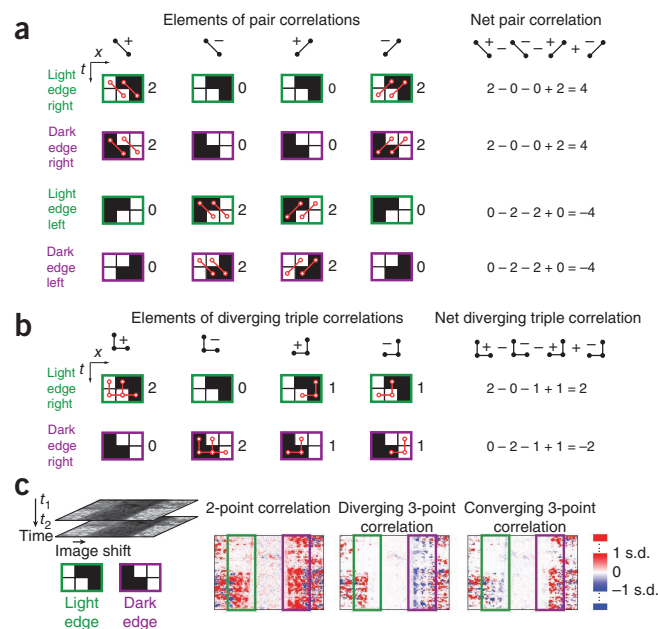 a
Elements of pair correlations
Net pair correlation
+ − + −
+ − − − + + −
x
t
Light edge right
2 0 0 2
2 − 0 − 0 + 2 = 4
Dark edge right
2 0 0 2
2 − 0 − 0 + 2 = 4
Light edge left
0 2 2 0
0 − 2 − 2 + 0 = −4
Dark edge left
0 2 2 0
0 − 2 − 2 + 0 = −4
b
Elements of diverging triple correlations
Net diverging triple correlation
+ − + −
+ − − − + + −
x
t
Light edge right
2 0 1 1
2 − 0 − 1 + 1 = 2
Dark edge right
0 2 1 1
0 − 2 − 1 + 1 = −2
c
t1
t2
Time
Image shift
Light edge
Dark edge
2-point correlation
Diverging 3-point correlation
Converging 3-point correlation
1 s.d.
0
−1 s.d.